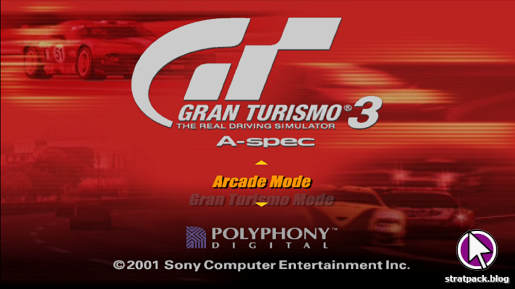 51
GT
GRAN TURISMO® 3
THE REAL DRIVING SIMULATOR
A-spec
Arcade Mode
Gran Turismo Mode
POLYPHONY™
DIGITAL
©2001 Sony Computer Entertainment Inc.
stratpack.blog